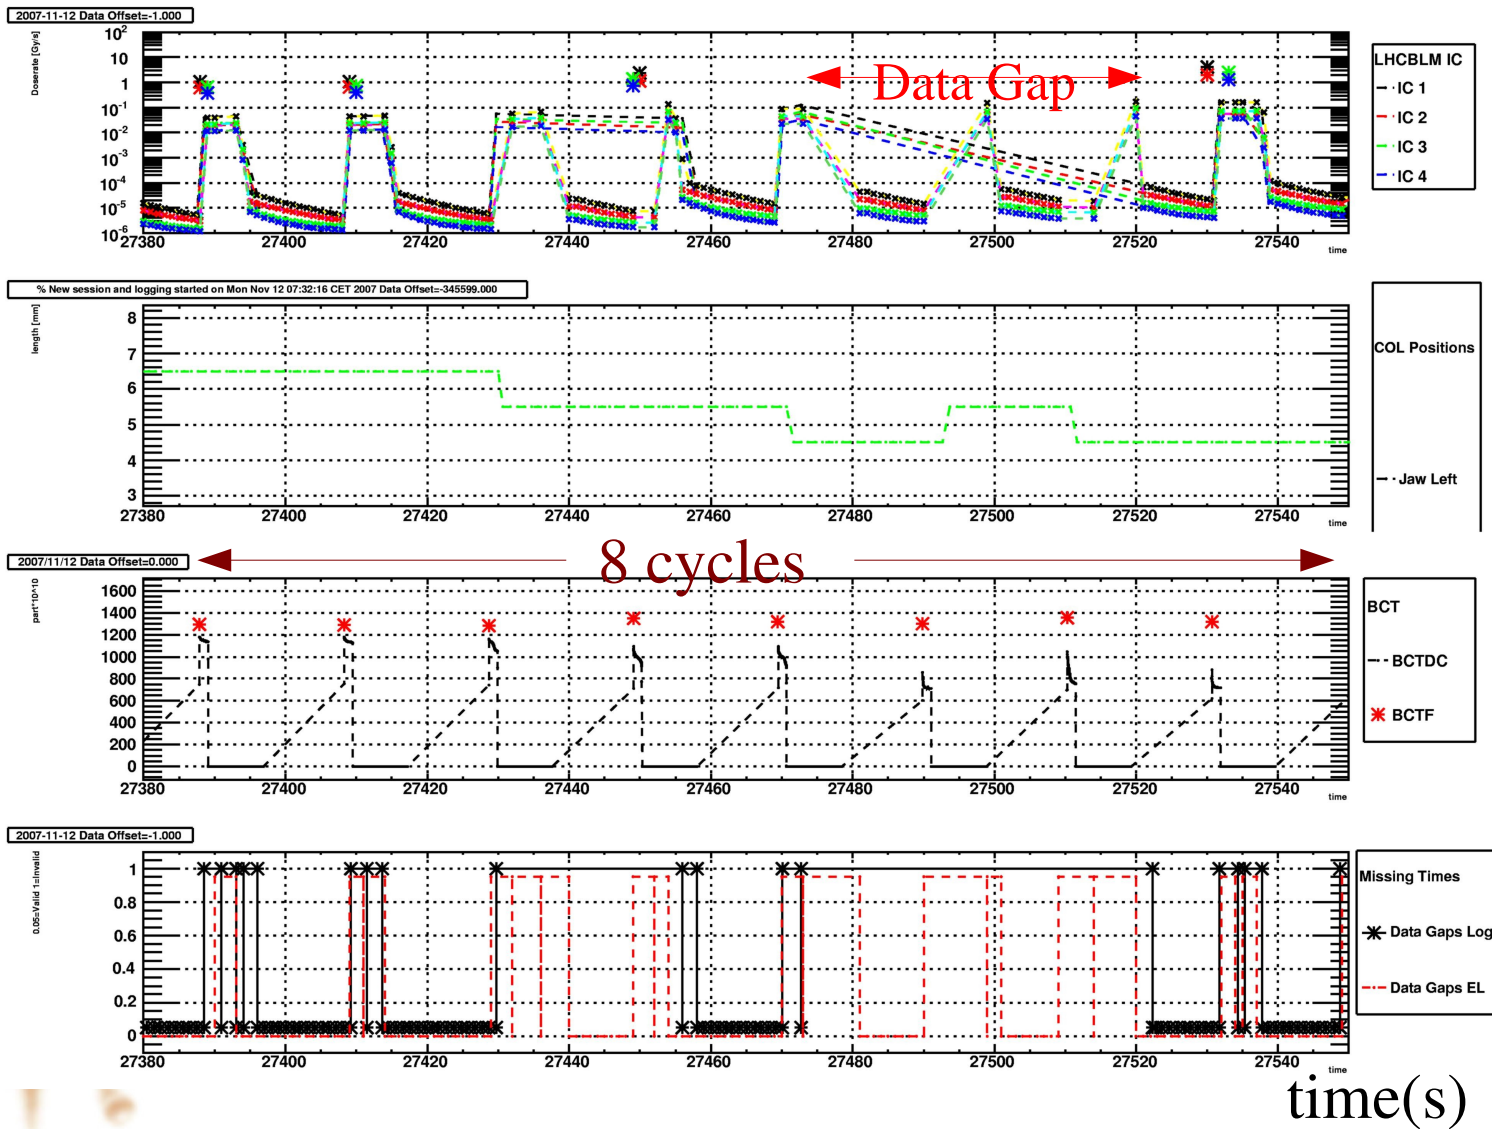 2007-11-12 Data Offset=-1.000
Doserate [Gy/s]
10^2
10
1
10^-1
10^-2
10^-3
10^-4
10^-5
10^-6
Data Gap
27380 27400 27420 27440 27460 27480 27500 27520 27540
time
LHCBLM IC
IC 1
IC 2
IC 3
IC 4
% New session and logging started on Mon Nov 12 07:32:16 CET 2007 Data Offset=-345599.000
length [mm]
8
7
6
5
4
3
27380 27400 27420 27440 27460 27480 27500 27520 27540
time
COL Positions
Jaw Left
2007/11/12 Data Offset=0.000
8 cycles
part*10^10
1600
1400
1200
1000
800
600
400
200
0
27380 27400 27420 27440 27460 27480 27500 27520 27540
time
BCT
BCTDC
BCTF
2007-11-12 Data Offset=-1.000
0.05=Valid 1=Invalid
1
0.8
0.6
0.4
0.2
0
27380 27400 27420 27440 27460 27480 27500 27520 27540
time
Missing Times
Data Gaps Log
Data Gaps EL
time(s)